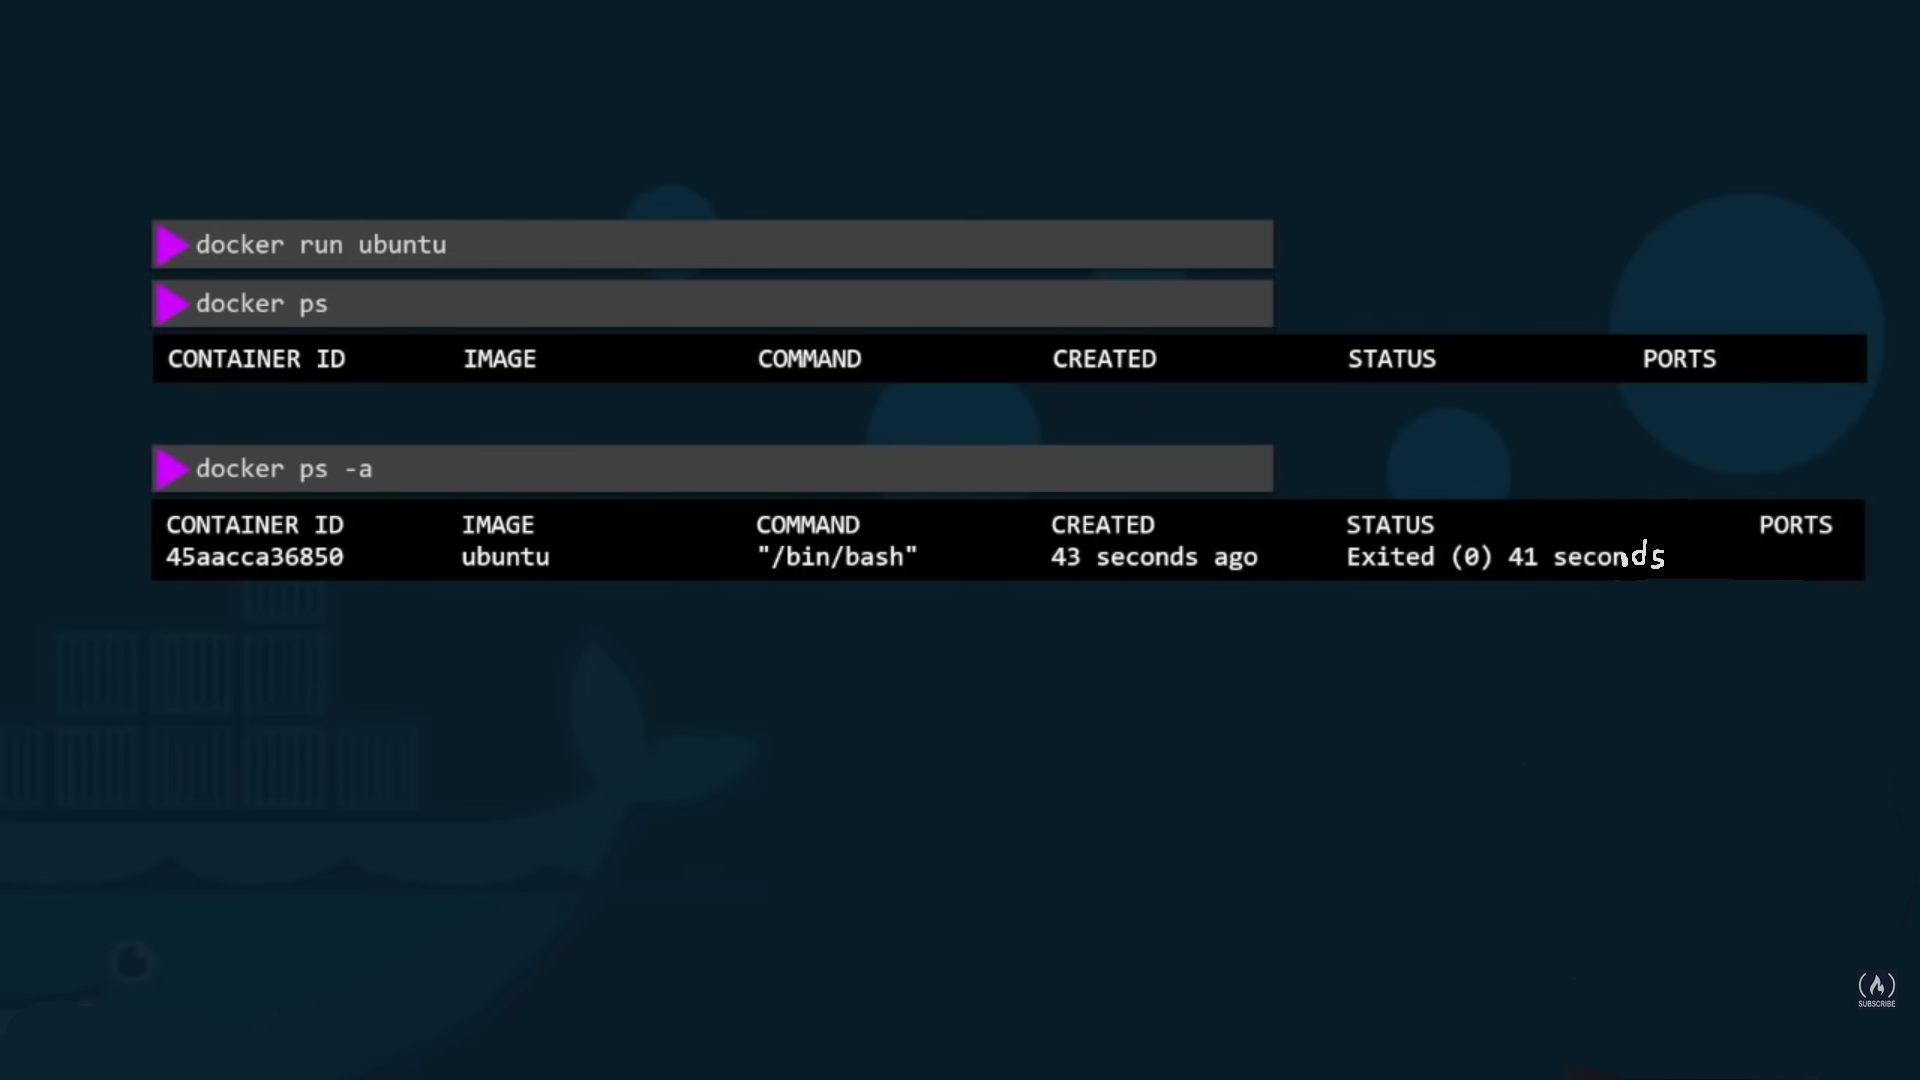 docker run ubuntu
docker ps
CONTAINER ID IMAGE COMMAND CREATED STATUS PORTS
docker ps -a
CONTAINER ID IMAGE COMMAND CREATED STATUS PORTS
45aacca36850 ubuntu "/bin/bash" 43 seconds ago Exited (0) 41 seconds
SUBSCRIBE